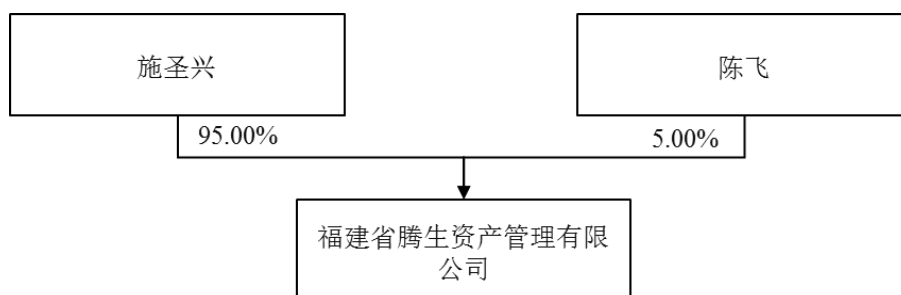 施圣兴
陈飞
95.00%
5.00%
福建省腾生资产管理有限
公司